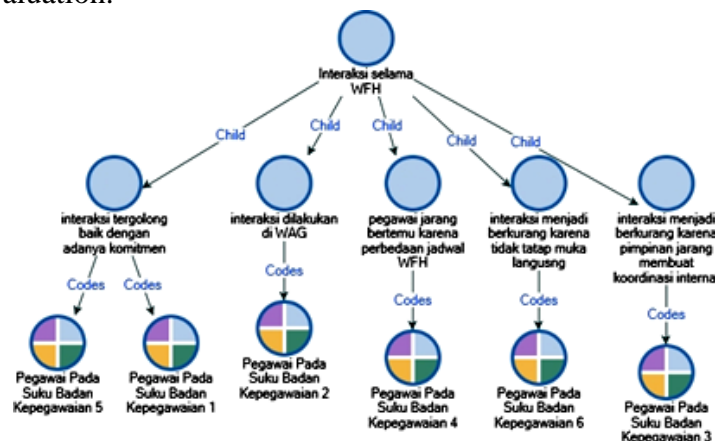 aluation.
Interaksi selama
WFH
Child
Child
Child
Child
Child
interaksi tergolong
baik dengan
adanya komitmen
interaksi dilakukan
di WAG
pegawai jarang
bertemu karena
perbedaan jadwal
WFH
interaksi menjadi
berkurang karena
tidak tatap muka
langusng
interaksi menjadi
berkurang karena
pimpinan jarang
membuat
koordinasi interna
Codes
Codes
Codes
Codes
Codes
Codes
Pegawai Pada
Suku Badan
Kepegawaian 5
Pegawai Pada
Suku Badan
Kepegawaian 1
Pegawai Pada
Suku Badan
Kepegawaian 2
Pegawai Pada
Suku Badan
Kepegawaian 4
Pegawai Pada
Suku Badan
Kepegawaian 6
Pegawai Pada
Suku Badan
Kepegawaian 3